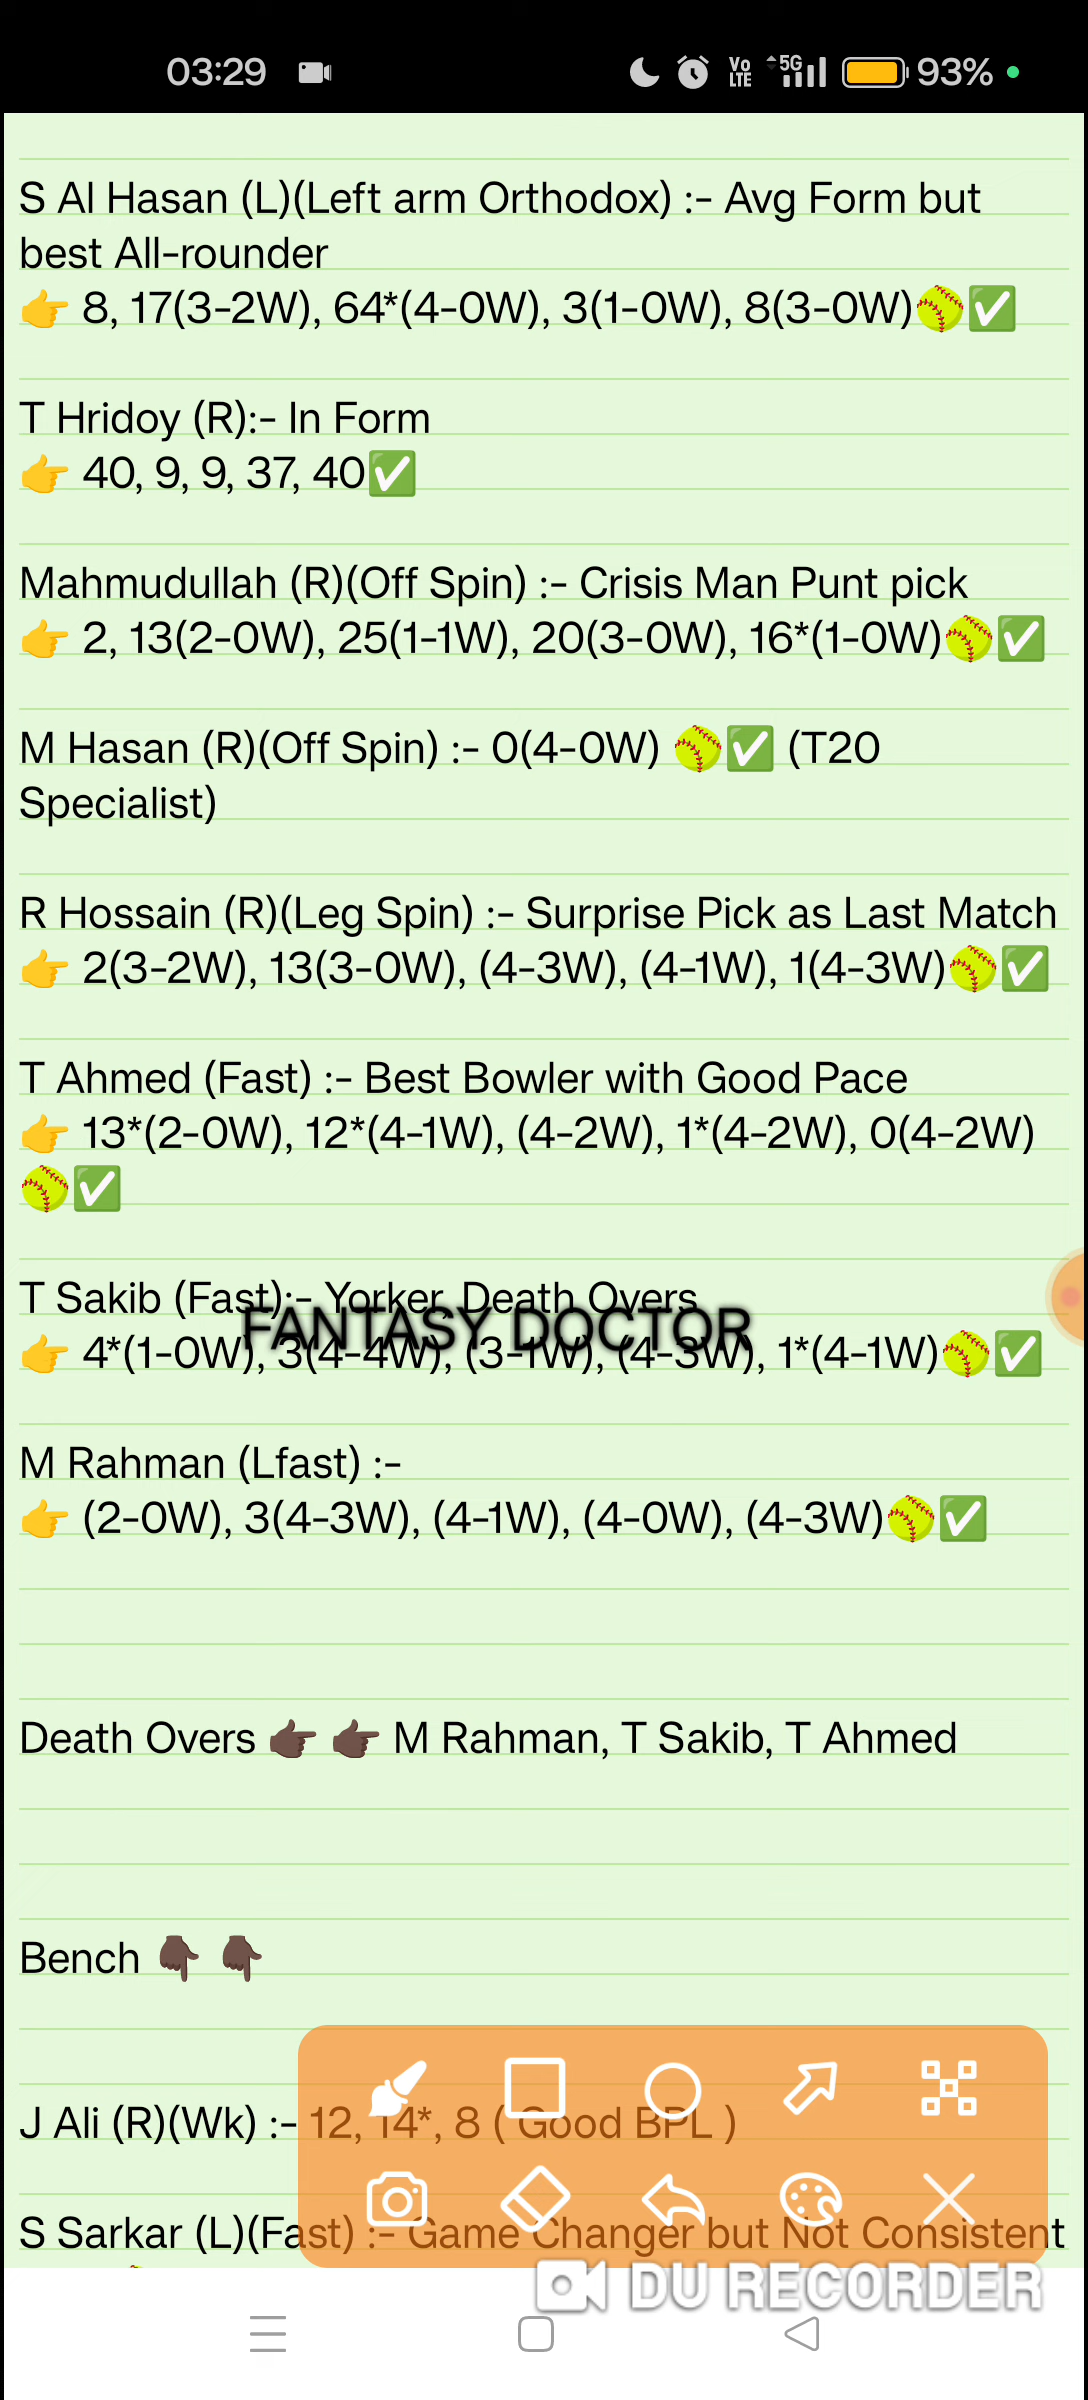 03:29 Vo LTE 5G 93%
S Al Hasan (L)(Left arm Orthodox) :- Avg Form but
best All-rounder
👉 8, 17(3-2W), 64*(4-0W), 3(1-0W), 8(3-0W)🥎✅
T Hridoy (R):- In Form
👉 40, 9, 9, 37, 40✅
Mahmudullah (R)(Off Spin) :- Crisis Man Punt pick
👉 2, 13(2-0W), 25(1-1W), 20(3-0W), 16*(1-0W)🥎✅
M Hasan (R)(Off Spin) :- 0(4-0W) 🥎✅ (T20
Specialist)
R Hossain (R)(Leg Spin) :- Surprise Pick as Last Match
👉 2(3-2W), 13(3-0W), (4-3W), (4-1W), 1(4-3W)🥎✅
T Ahmed (Fast) :- Best Bowler with Good Pace
👉 13*(2-0W), 12*(4-1W), (4-2W), 1*(4-2W), 0(4-2W)
🥎✅
T Sakib (Fast):- Yorker, Death Overs
FANTASY DOCTOR
👉 4*(1-0W), 3(4-4W), (3-1W), (4-3W), 1*(4-1W)🥎✅
M Rahman (Lfast) :-
👉 (2-0W), 3(4-3W), (4-1W), (4-0W), (4-3W)🥎✅
Death Overs 👉🏿 👉🏿 M Rahman, T Sakib, T Ahmed
Bench 👇🏿 👇🏿
J Ali (R)(Wk) :- 12, 14*, 8 ( Good BPL )
S Sarkar (L)(Fast) :- Game Changer but Not Consistent
DU RECORDER